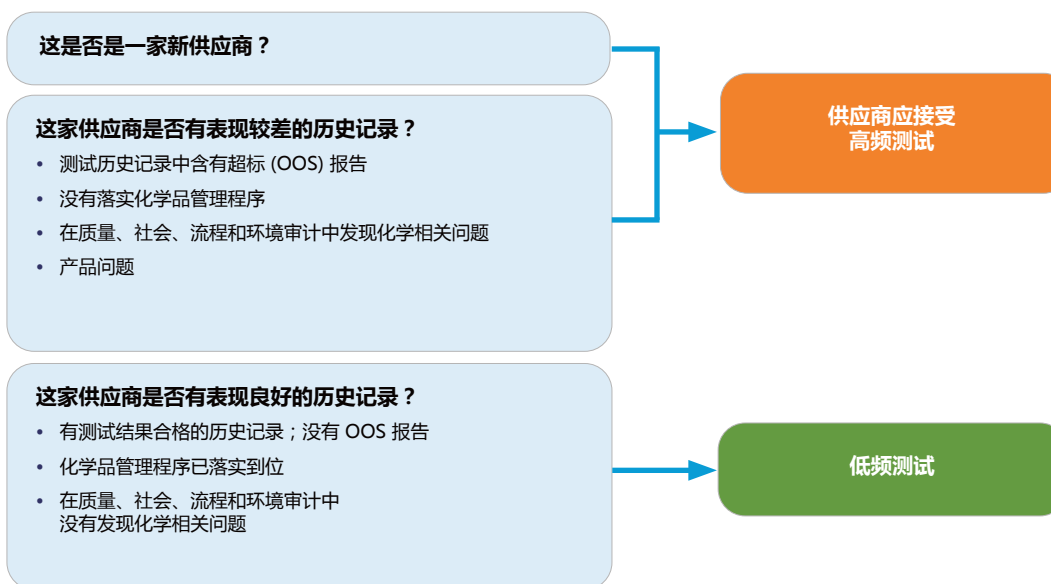 这是否是一家新供应商？
这家供应商是否有表现较差的历史记录？
• 测试历史记录中含有超标 (OOS) 报告
• 没有落实化学品管理程序
• 在质量、社会、流程和环境审计中发现化学相关问题
• 产品问题
供应商应接受
高频测试
这家供应商是否有表现良好的历史记录？
• 有测试结果合格的历史记录；没有 OOS 报告
• 化学品管理程序已落实到位
• 在质量、社会、流程和环境审计中
没有发现化学相关问题
低频测试